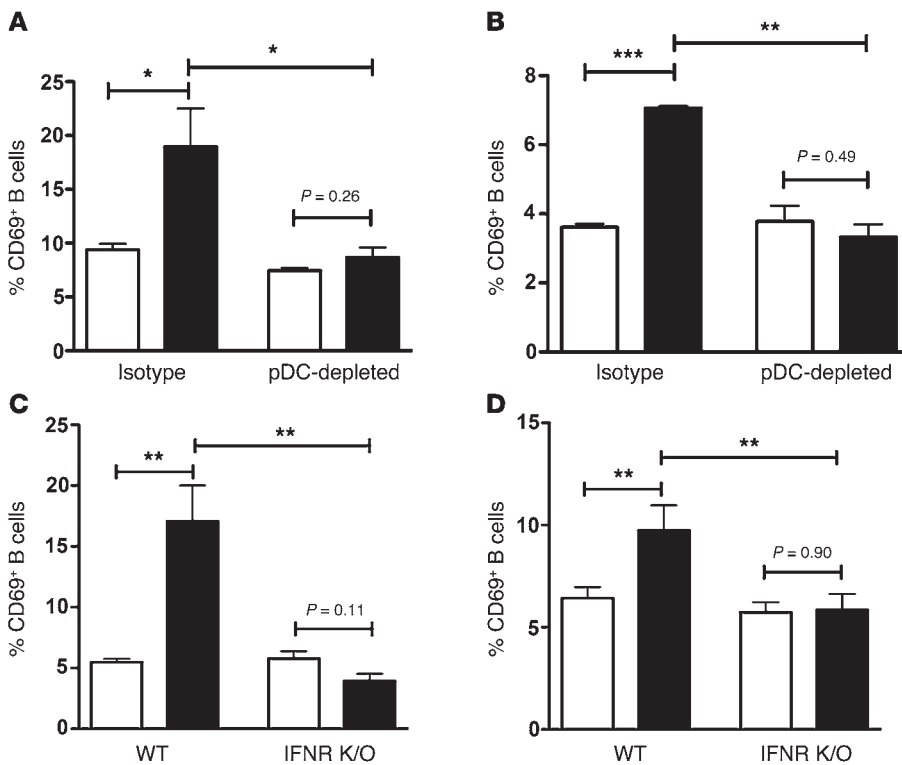 A
% CD69⁺ B cells
25
20
15
10
5
0
*
*
P = 0.26
Isotype
pDC-depleted
B
% CD69⁺ B cells
8
6
4
2
0
***
**
P = 0.49
Isotype
pDC-depleted
C
% CD69⁺ B cells
25
20
15
10
5
0
**
**
P = 0.11
WT
IFNR K/O
D
% CD69⁺ B cells
15
10
5
0
**
**
P = 0.90
WT
IFNR K/O